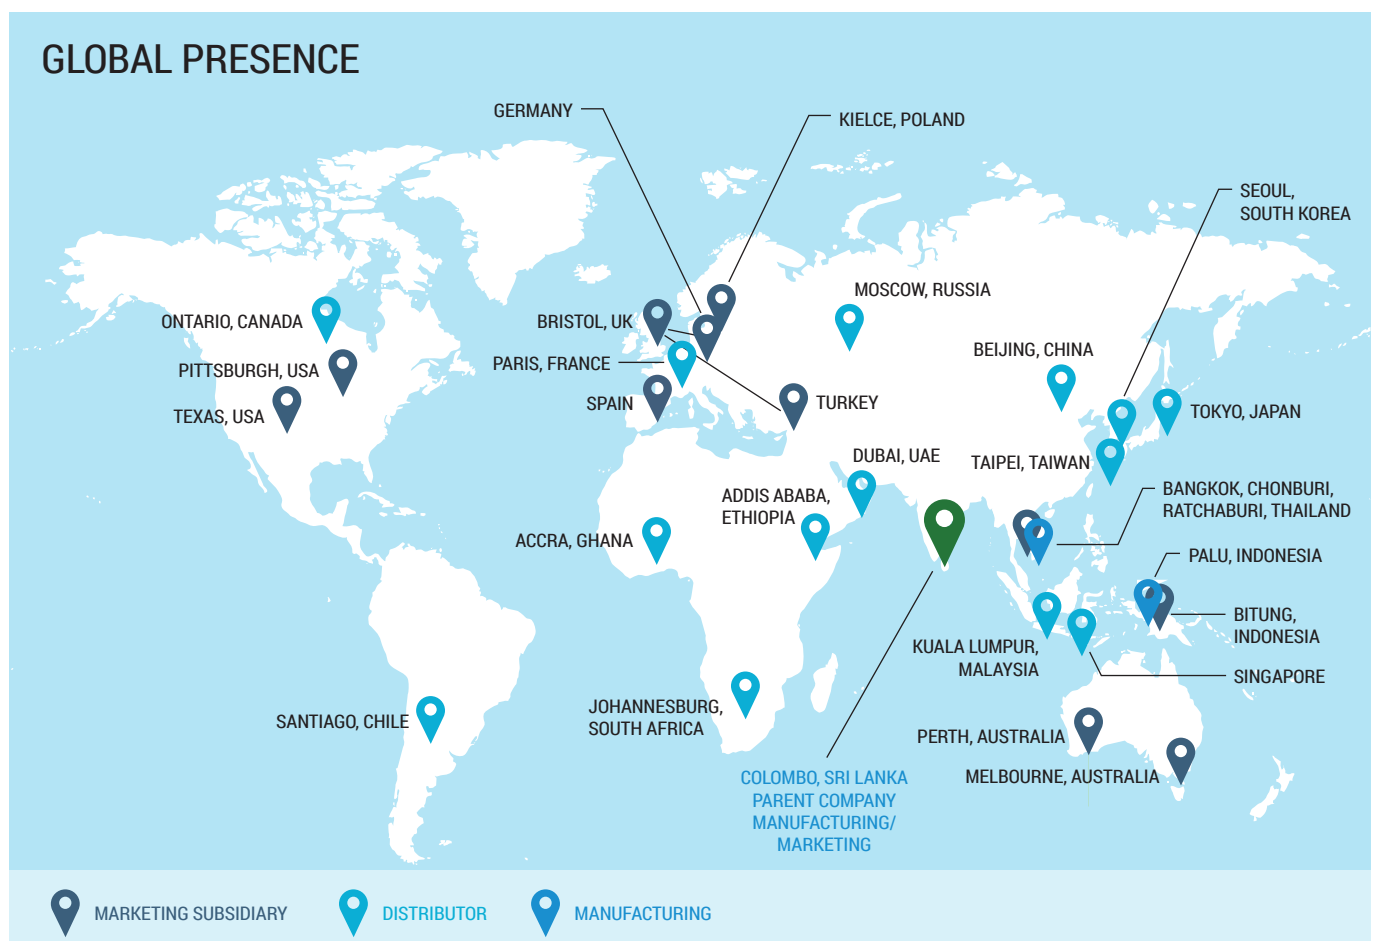 GLOBAL PRESENCE
GERMANY
KIELCE, POLAND
SEOUL,
SOUTH KOREA
MOSCOW, RUSSIA
ONTARIO, CANADA
BRISTOL, UK
BEIJING, CHINA
PITTSBURGH, USA
PARIS, FRANCE
SPAIN
TURKEY
TEXAS, USA
TOKYO, JAPAN
DUBAI, UAE
TAIPEI, TAIWAN
ADDIS ABABA,
ETHIOPIA
BANGKOK, CHONBURI,
RATCHABURI, THAILAND
ACCRA, GHANA
PALU, INDONESIA
BITUNG,
INDONESIA
KUALA LUMPUR,
MALAYSIA
SINGAPORE
JOHANNESBURG,
SOUTH AFRICA
SANTIAGO, CHILE
PERTH, AUSTRALIA
MELBOURNE, AUSTRALIA
COLOMBO, SRI LANKA
PARENT COMPANY
MANUFACTURING/
MARKETING
MARKETING SUBSIDIARY
DISTRIBUTOR
MANUFACTURING